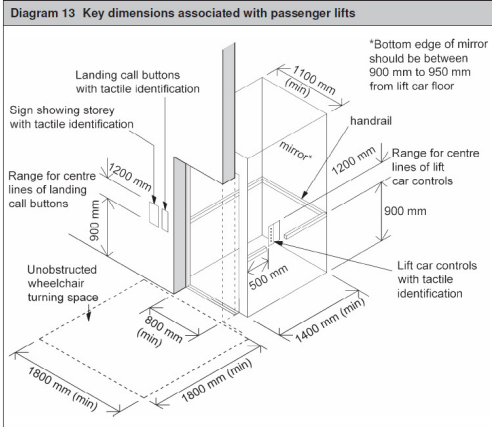 Diagram 13  Key dimensions associated with passenger lifts
*Bottom edge of mirror
should be between
900 mm to 950 mm
from lift car floor
1100 mm
(min)
Landing call buttons
with tactile identification
Sign showing storey
with tactile identification
handrail
mirror*
1200 mm
Range for centre
lines of landing
call buttons
1200 mm
Range for centre
lines of lift
car controls
900 mm
900 mm
Unobstructed
wheelchair
turning space
500 mm
Lift car controls
with tactile
identification
800 mm
(min)
1400 mm (min)
1800 mm (min)
1800 mm (min)